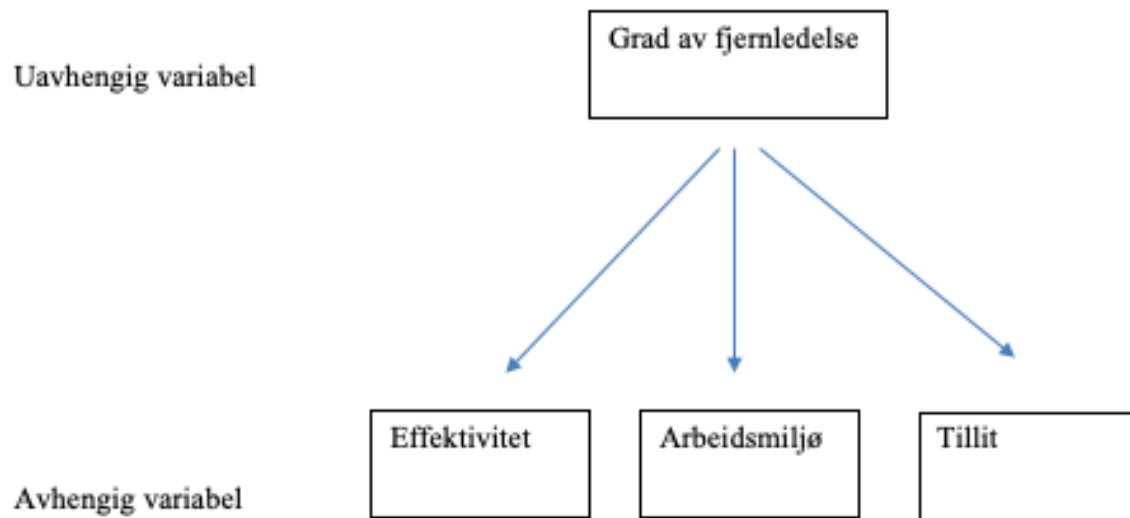 Grad av fjernledelse
Uavhengig variabel
Effektivitet
Arbeidsmiljø
Tillit
Avhengig variabel